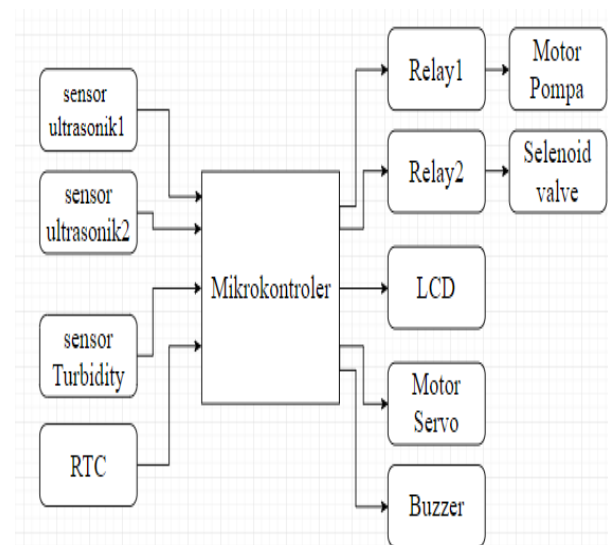 sensor
ultrasonik1
sensor
ultrasonik2
sensor
Turbidity
RTC
Mikrokontroler
Relay1
Motor
Pompa
Relay2
Selenoid
valve
LCD
Motor
Servo
Buzzer